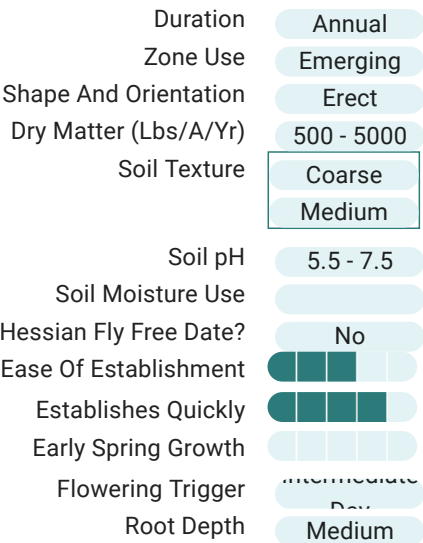 Duration Annual
Zone Use Emerging
Shape And Orientation Erect
Dry Matter (Lbs/A/Yr) 500 - 5000
Soil Texture Coarse
Medium
Soil pH 5.5 - 7.5
Soil Moisture Use
Hessian Fly Free Date? No
Ease Of Establishment
Establishes Quickly
Early Spring Growth
Flowering Trigger Intermediate
Day
Root Depth Medium